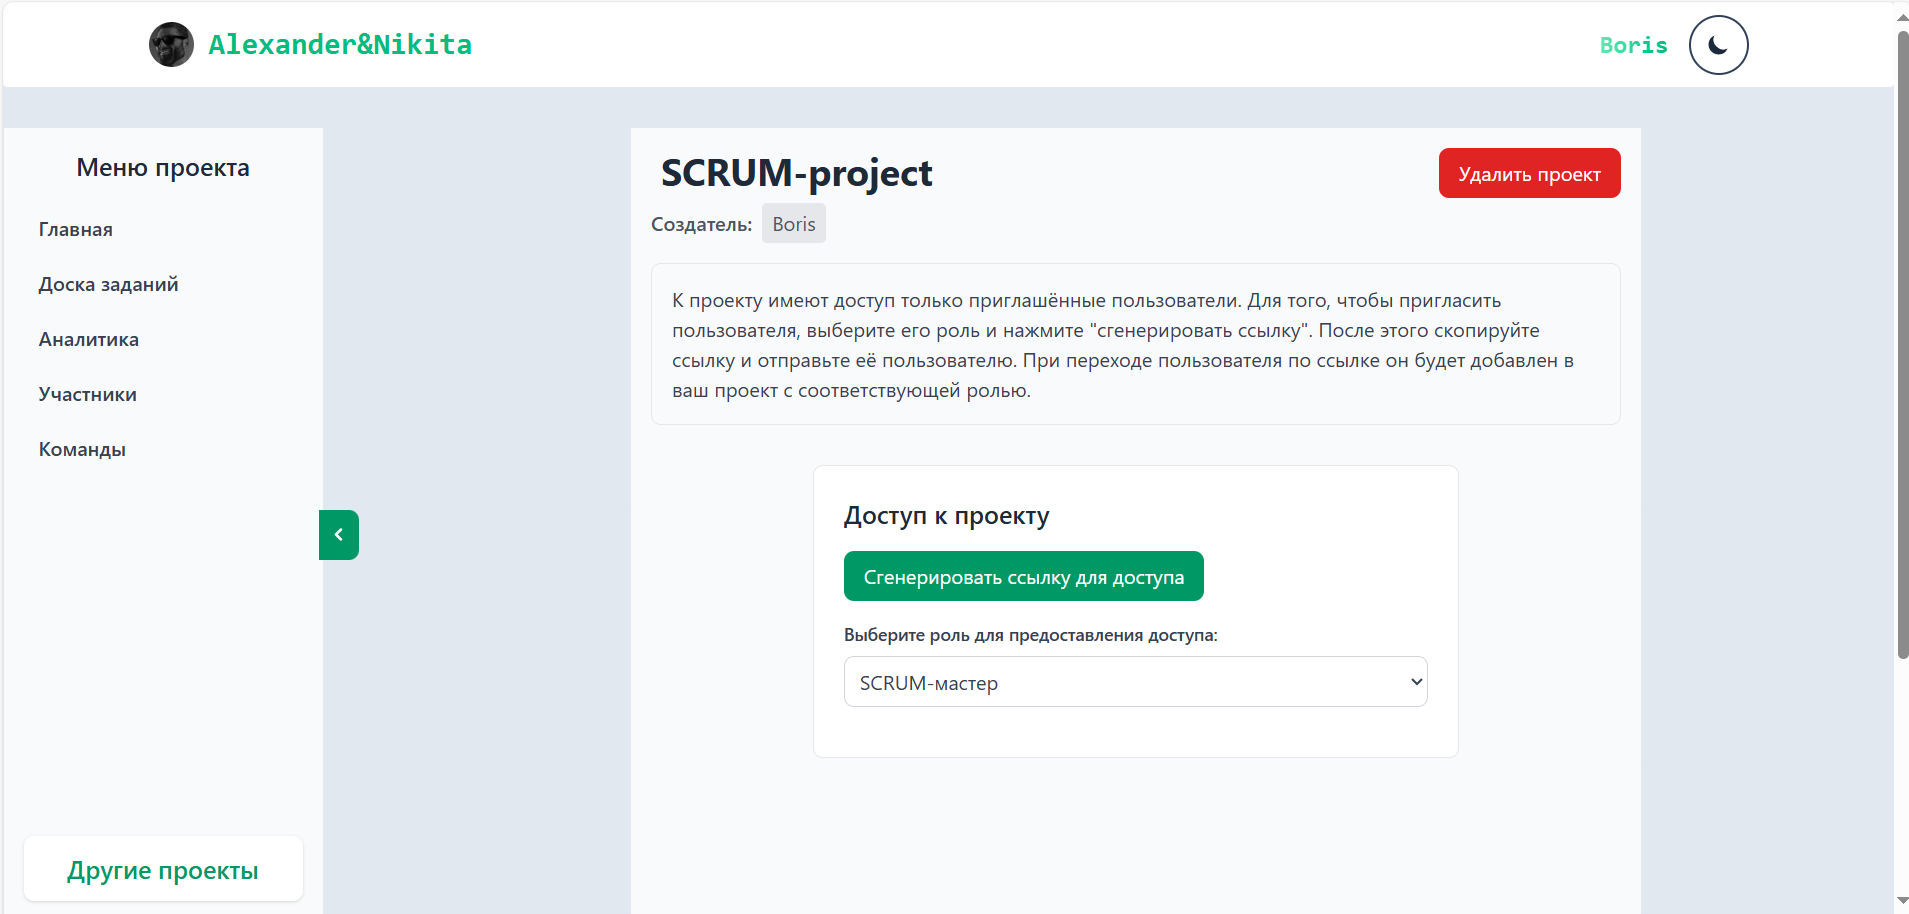 Alexander&Nikita
Boris
Меню проекта
Главная
Доска заданий
Аналитика
Участники
Команды
Другие проекты
SCRUM-project
Удалить проект
Создатель: Boris
К проекту имеют доступ только приглашённые пользователи. Для того, чтобы пригласить
пользователя, выберите его роль и нажмите "сгенерировать ссылку". После этого скопируйте
ссылку и отправьте её пользователю. При переходе пользователя по ссылке он будет добавлен в
ваш проект с соответствующей ролью.
Доступ к проекту
Сгенерировать ссылку для доступа
Выберите роль для предоставления доступа:
SCRUM-мастер